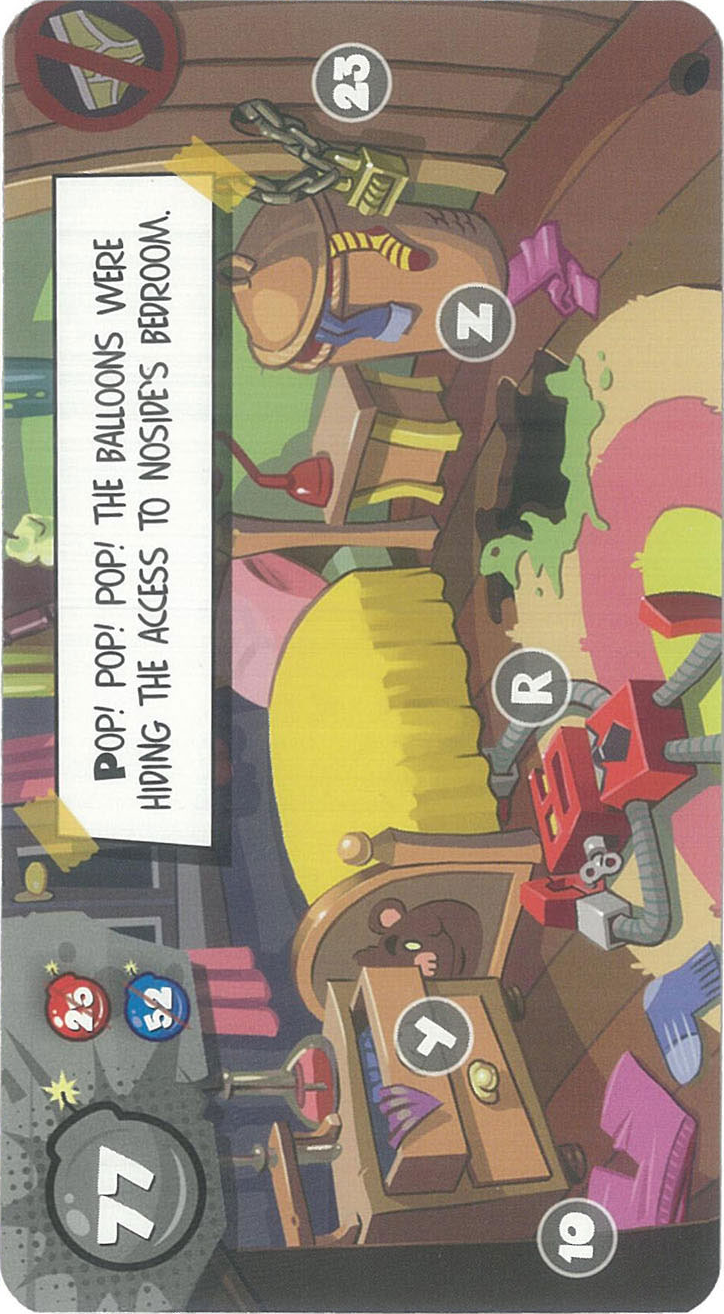 77
25
52
POP! POP! POP! THE BALLOONS WERE
HIDING THE ACCESS TO NOSIDE'S BEDROOM.
23
Z
R
Y
10